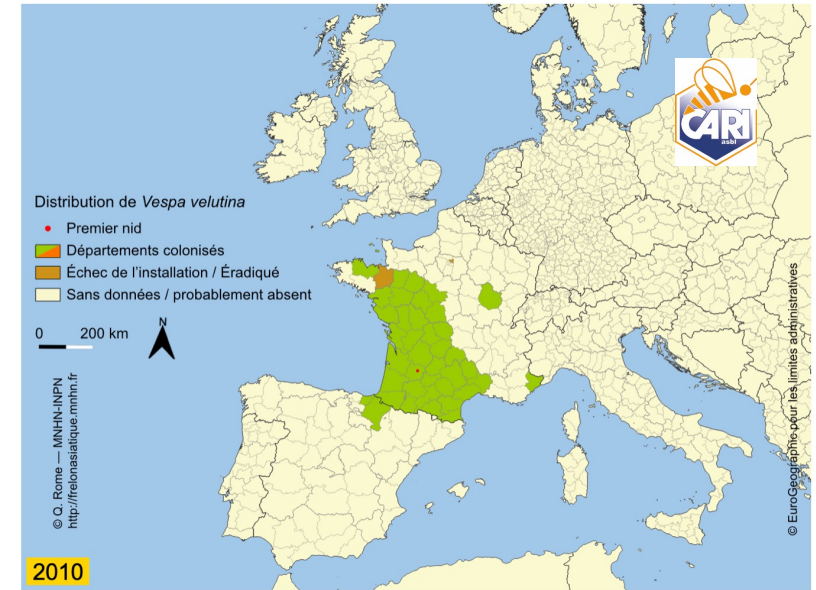 CARI
asbl
Distribution de Vespa velutina
Premier nid
Départements colonisés
Échec de l'installation / Éradiqué
Sans données / probablement absent
0 200 km
N
© Q. Rome — MNHN-INPN
http://frelonasiatique.mnhn.fr
© EuroGeographic pour les limites administratives
2010